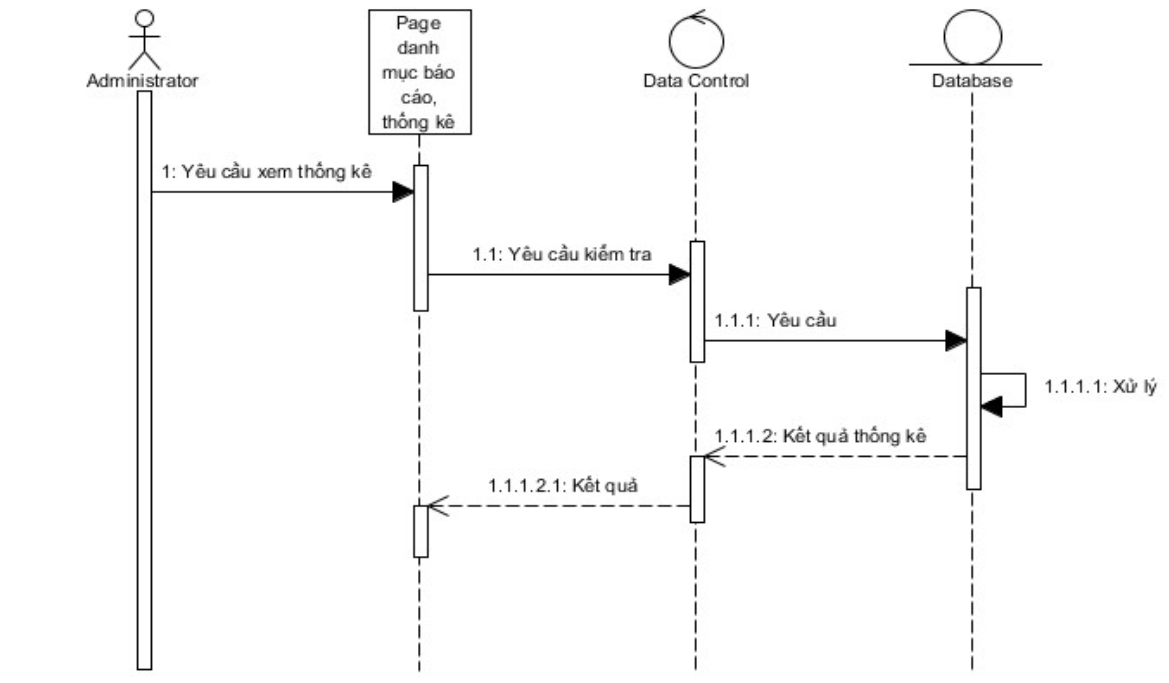 Administrator
Page
danh
mục báo
cáo,
thống kê
Data Control
Database
1: Yêu cầu xem thống kê
1.1: Yêu cầu kiểm tra
1.1.1: Yêu cầu
1.1.1.1: Xử lý
1.1.1.2: Kết quả thống kê
1.1.1.2.1: Kết quả